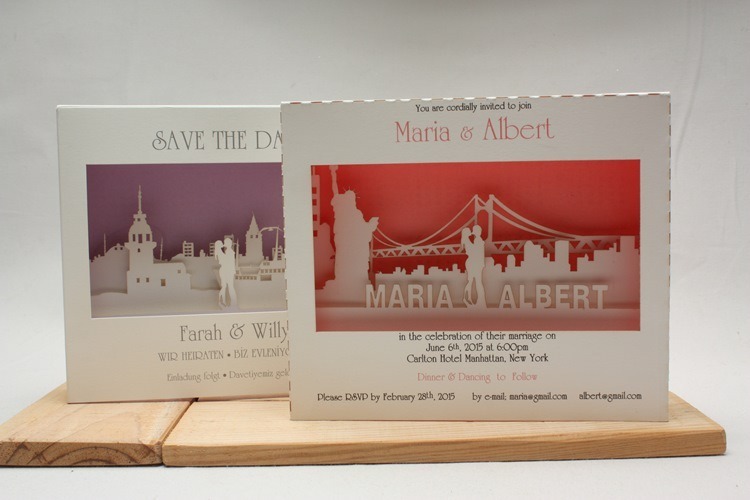 SAVE THE DA
Farah & Willy
WIR HEIRATEN • BIZ EVLENIYO
Einladung folgt • Davetiyemiz gel
You are cordially invited to join
Maria & Albert
MARIA ALBERT
in the celebration of their marriage on
June 6th, 2015 at 6:00pm
Carlton Hotel Manhattan, New York
Dinner & Dancing to Follow
Please RSVP by February 28th, 2015 by e-mail; maria@gmail.com albert@gmail.com